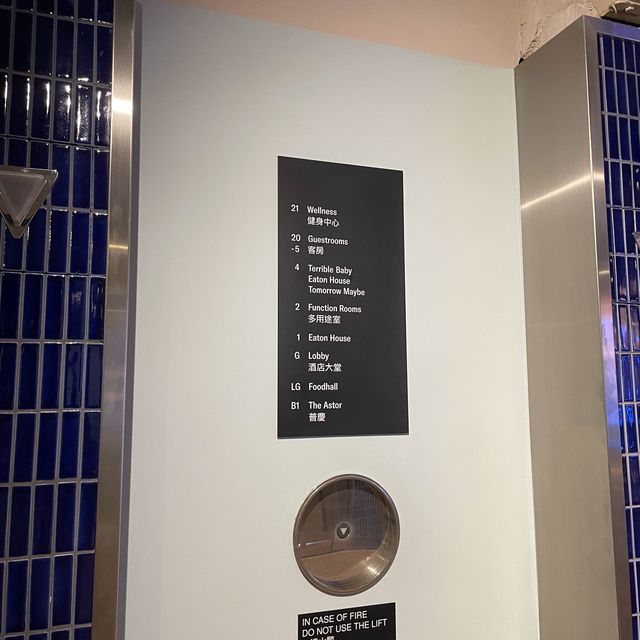 21 Wellness
健身中心
20 Guestrooms
-5 客房
4 Terrible Baby
Eaton House
Tomorrow Maybe
2 Function Rooms
多用途室
1 Eaton House
G Lobby
酒店大堂
LG Foodhall
B1 The Astor
普慶
IN CASE OF FIRE
DO NOT USE THE LIFT